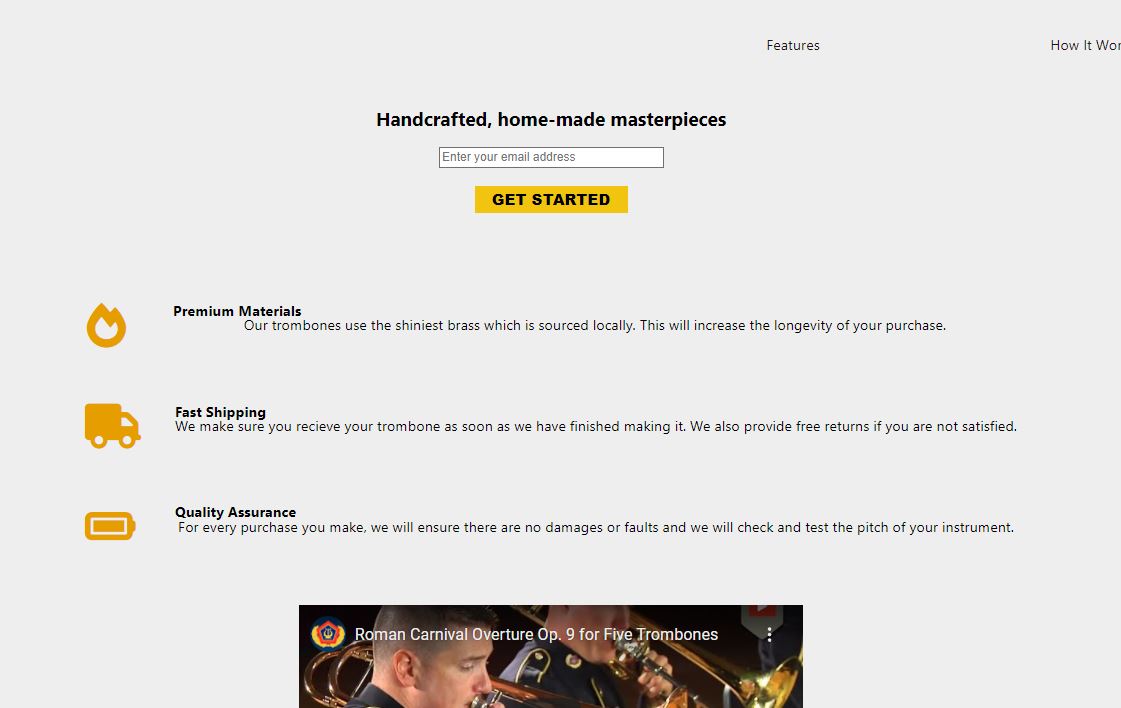 Features
How It Wor
Handcrafted, home-made masterpieces
Enter your email address
GET STARTED
Premium Materials
Our trombones use the shiniest brass which is sourced locally. This will increase the longevity of your purchase.
Fast Shipping
We make sure you recieve your trombone as soon as we have finished making it. We also provide free returns if you are not satisfied.
Quality Assurance
For every purchase you make, we will ensure there are no damages or faults and we will check and test the pitch of your instrument.
Roman Carnival Overture Op. 9 for Five Trombones